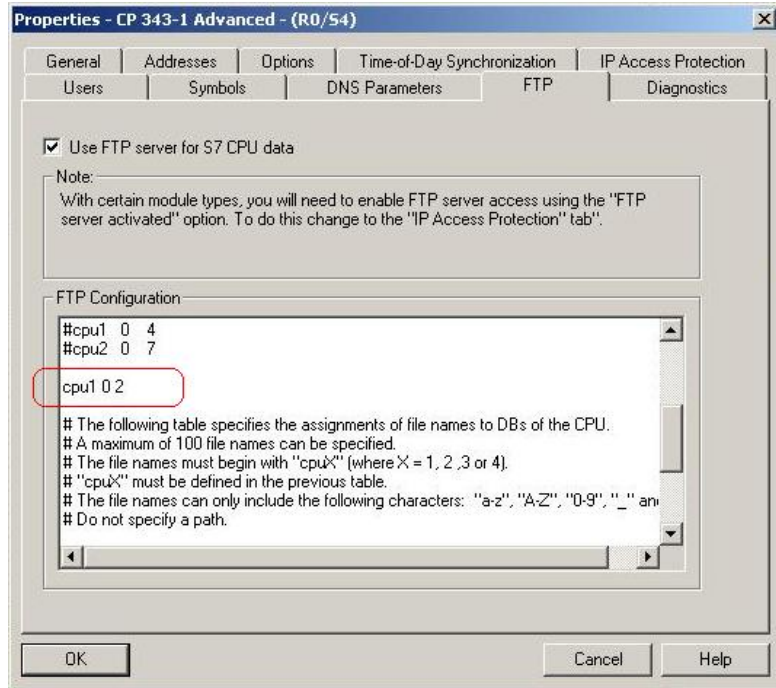 Properties - CP 343-1 Advanced - (R0/S4)
General Addresses Options Time-of-Day Synchronization IP Access Protection
Users Symbols DNS Parameters FTP Diagnostics
Use FTP server for S7 CPU data
Note:
With certain module types, you will need to enable FTP server access using the "FTP
server activated" option. To do this change to the "IP Access Protection" tab".
FTP Configuration
#cpu1 0 4
#cpu2 0 7
cpu1 0 2
# The following table specifies the assignments of file names to DBs of the CPU.
# A maximum of 100 file names can be specified.
# The file names must begin with "cpuX" (where X = 1, 2 ,3 or 4).
# "cpuX" must be defined in the previous table.
# The file names can only include the following characters: "a-z", "A-Z", "0-9", "_"
# Do not specify a path.
OK Cancel Help